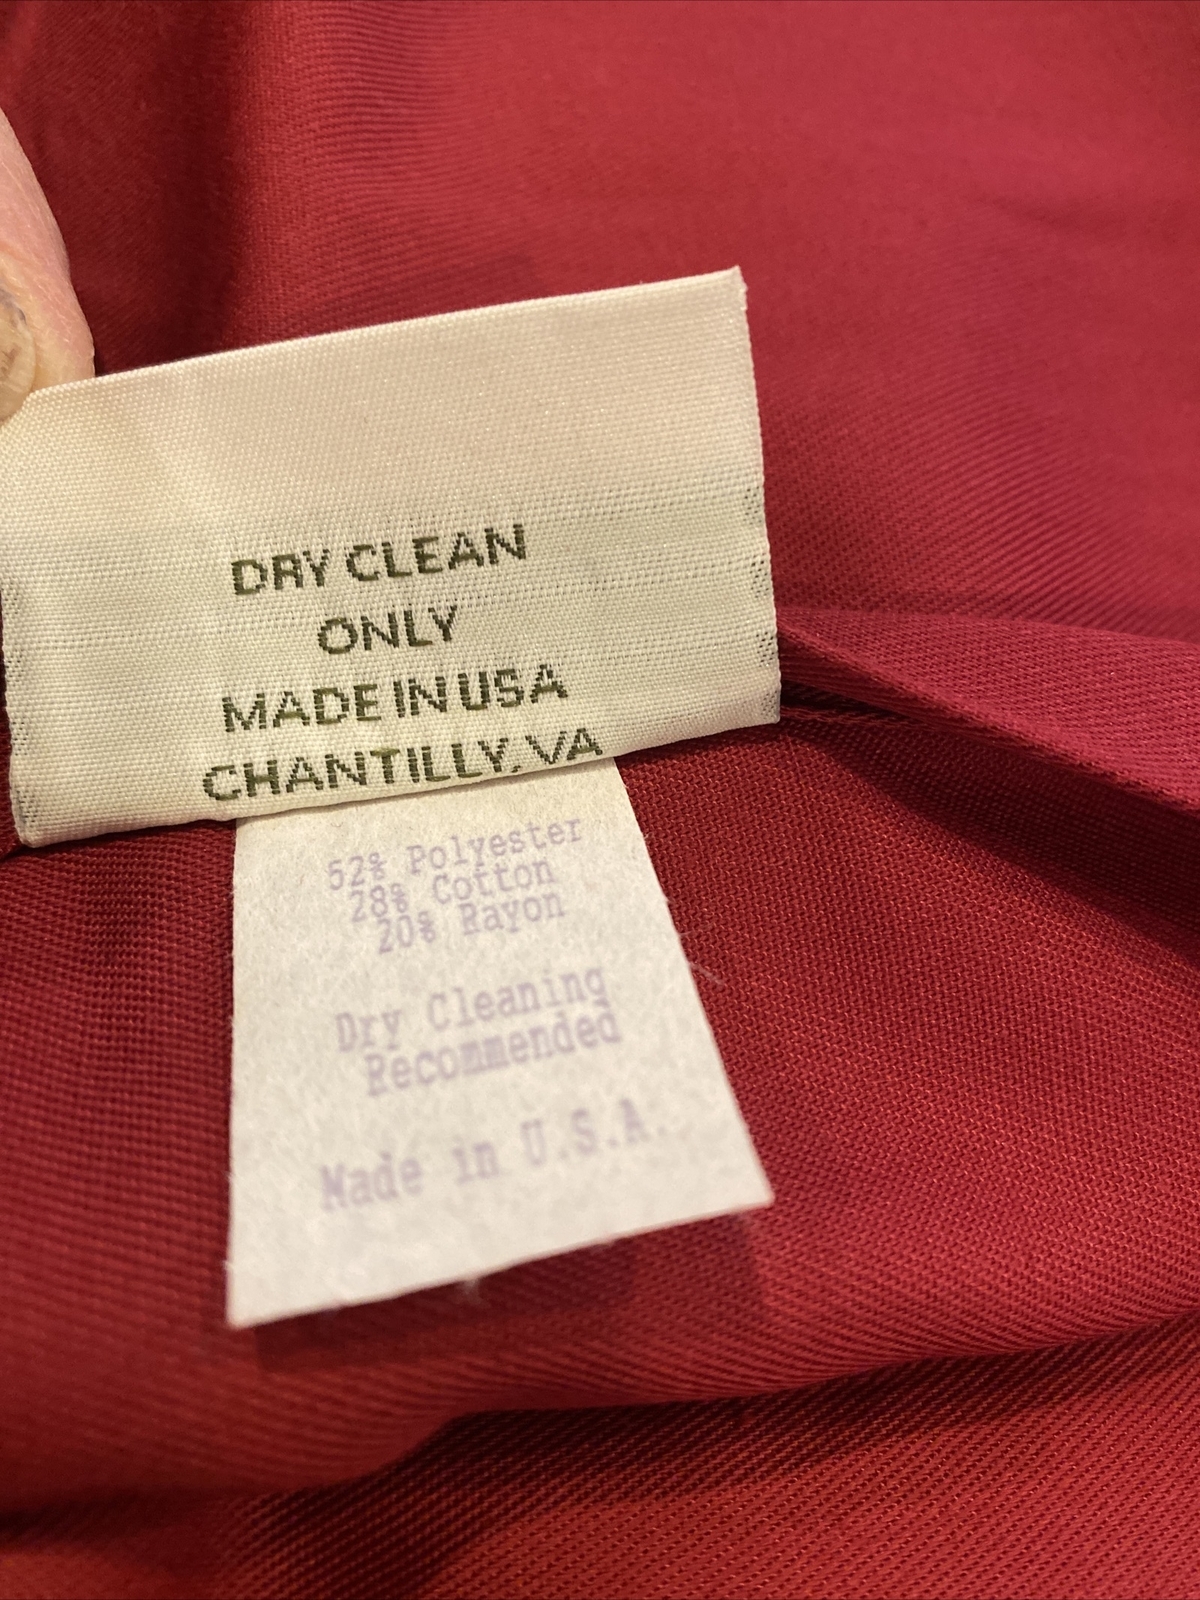 DRY CLEAN
ONLY
MADE IN USA
CHANTILLY, VA
52% Polyester
28% Cotton
20% Rayon
Dry Cleaning
Recommended
Made in U.S.A.